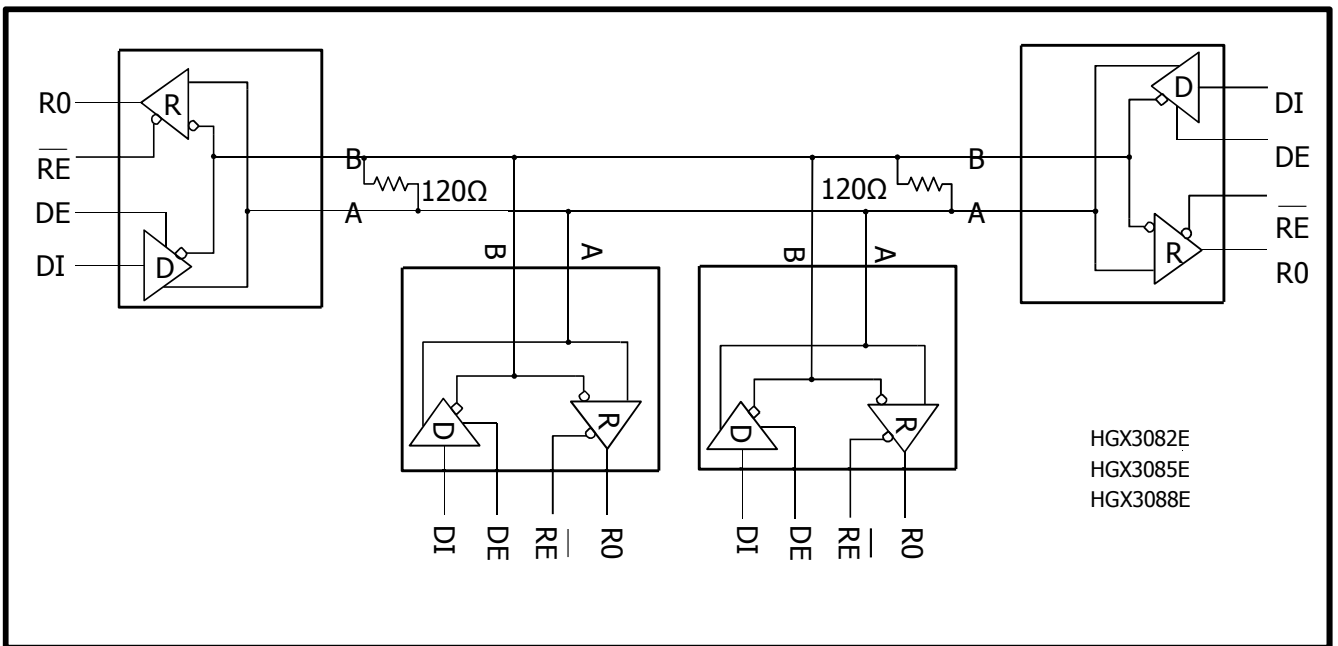 R0
R
RE
DE
DI
D
B
A
120Ω
120Ω
B
A
D
R
DI
DE
RE
R0
B
A
D
R
DI
DE
RE
R0
B
A
D
R
DI
DE
RE
R0
HGX3082E
HGX3085E
HGX3088E